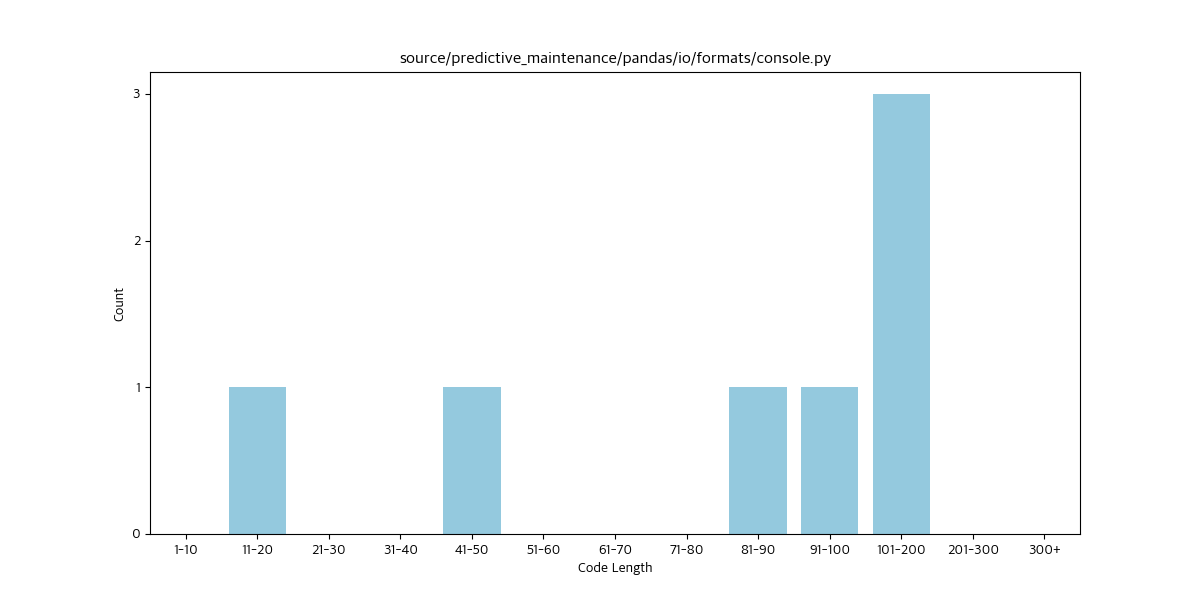 source/predictive_maintenance/pandas/io/formats/console.py
3
2
1
0
Count
1-10 11-20 21-30 31-40 41-50 51-60 61-70 71-80 81-90 91-100 101-200 201-300 300+
Code Length